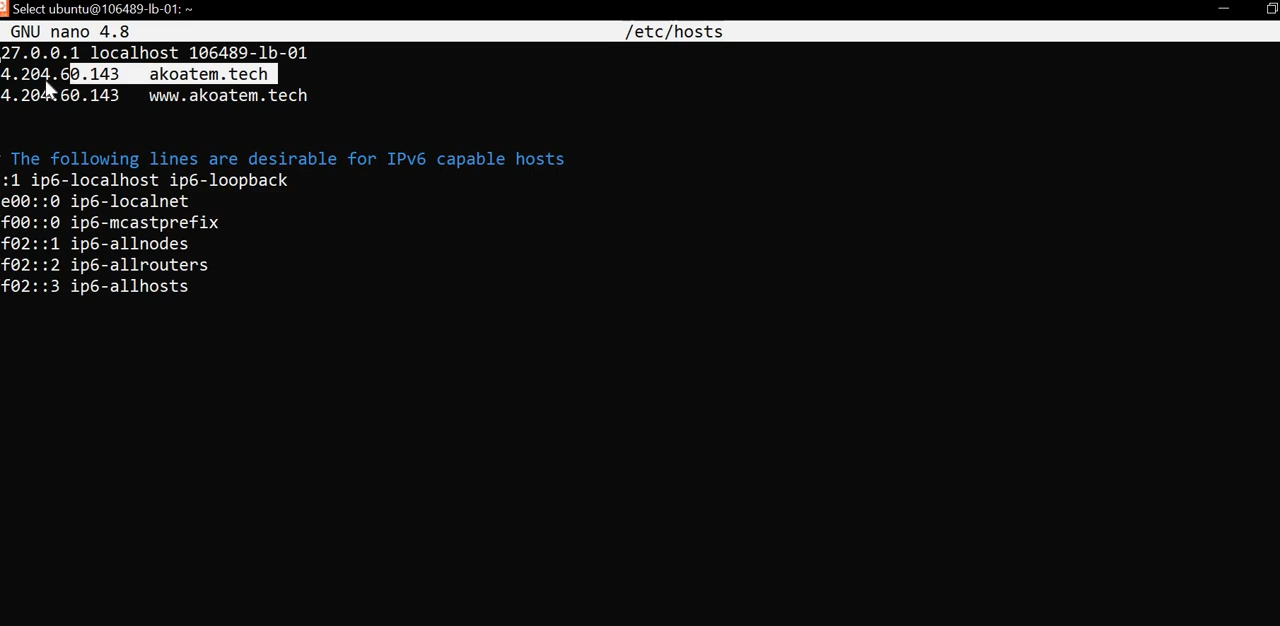 Select ubuntu@106489-lb-01: ~
GNU nano 4.8 /etc/hosts
27.0.0.1 localhost 106489-lb-01
4.204.60.143 akoatem.tech
4.204.60.143 www.akoatem.tech
The following lines are desirable for IPv6 capable hosts
:1 ip6-localhost ip6-loopback
e00::0 ip6-localnet
f00::0 ip6-mcastprefix
f02::1 ip6-allnodes
f02::2 ip6-allrouters
f02::3 ip6-allhosts